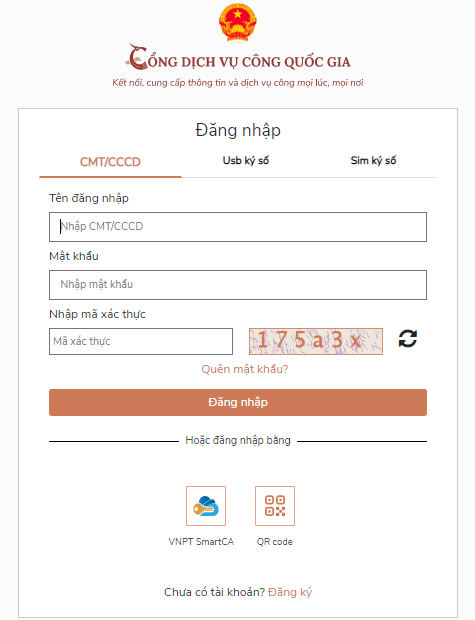 CỔNG DỊCH VỤ CÔNG QUỐC GIA
Kết nối, cung cấp thông tin và dịch vụ công mọi lúc, mọi nơi
Đăng nhập
CMT/CCCD Usb ký số Sim ký số
Tên đăng nhập
Nhập CMT/CCCD
Mật khẩu
Nhập mật khẩu
Nhập mã xác thực
Mã xác thực 175a3x
Quên mật khẩu?
Đăng nhập
Hoặc đăng nhập bằng
VNPT SmartCA QR code
Chưa có tài khoản? Đăng ký